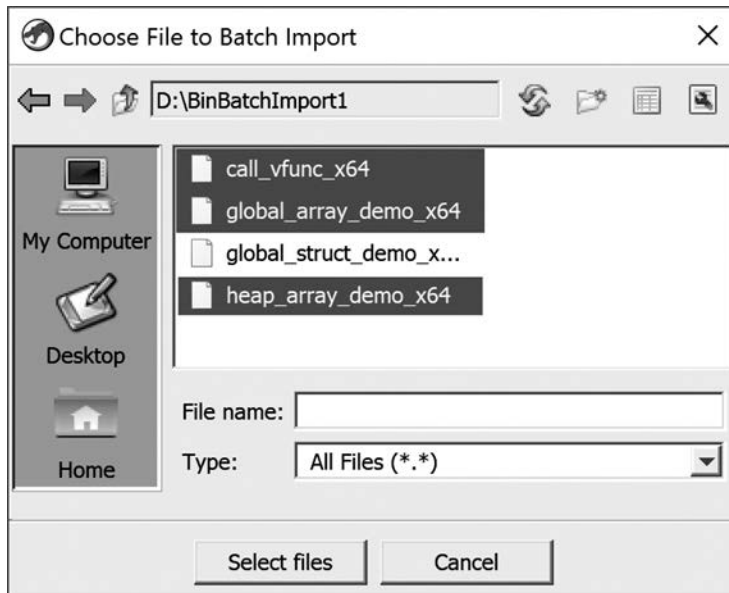 Choose File to Batch Import
D:\BinBatchImport1
My Computer
Desktop
Home
call_vfunc_x64
global_array_demo_x64
global_struct_demo_x...
heap_array_demo_x64
File name:
Type: All Files (*.*)
Select files Cancel